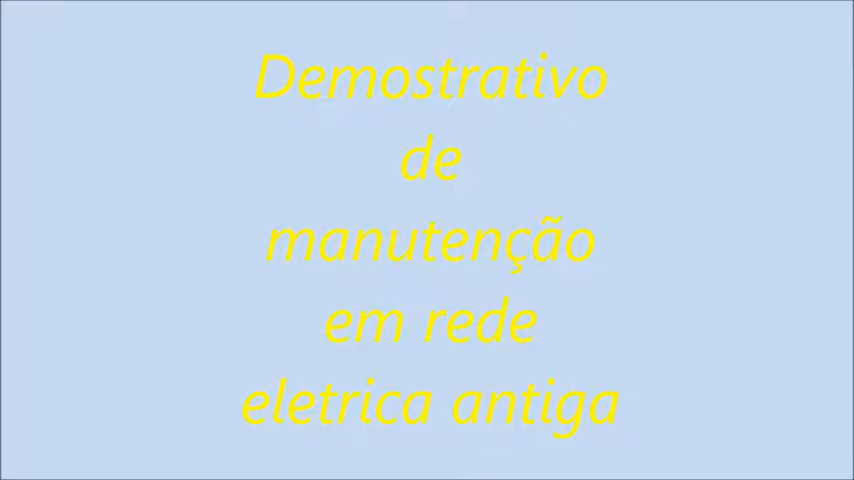 Demostrativo
de
manutenção
em rede
eletrica antiga